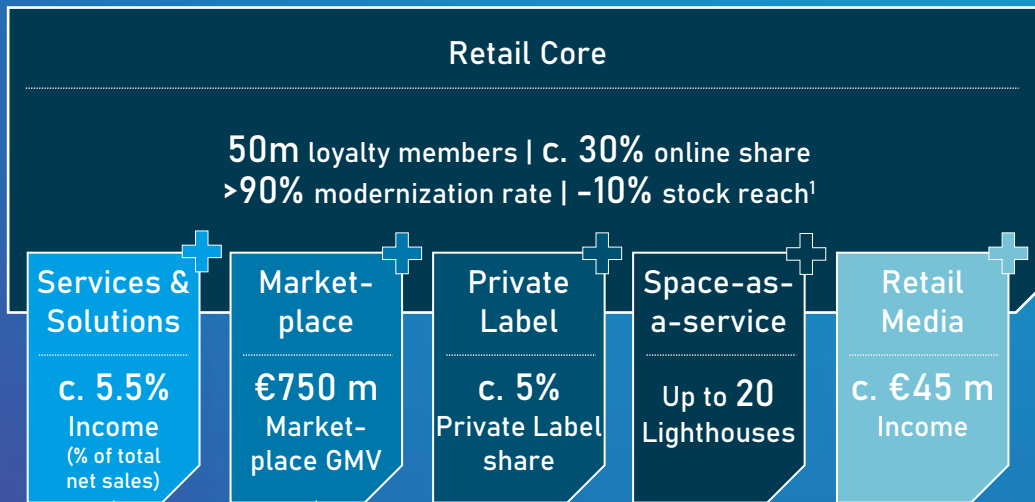 Retail Core
50m loyalty members | c. 30% online share
>90% modernization rate | -10% stock reach¹
Services &
Solutions
c. 5.5%
Income
(% of total
net sales)
Market-
place
€750 m
Market-
place GMV
Private
Label
c. 5%
Private Label
share
Space-as-
a-service
Up to 20
Lighthouses
Retail
Media
c. €45 m
Income